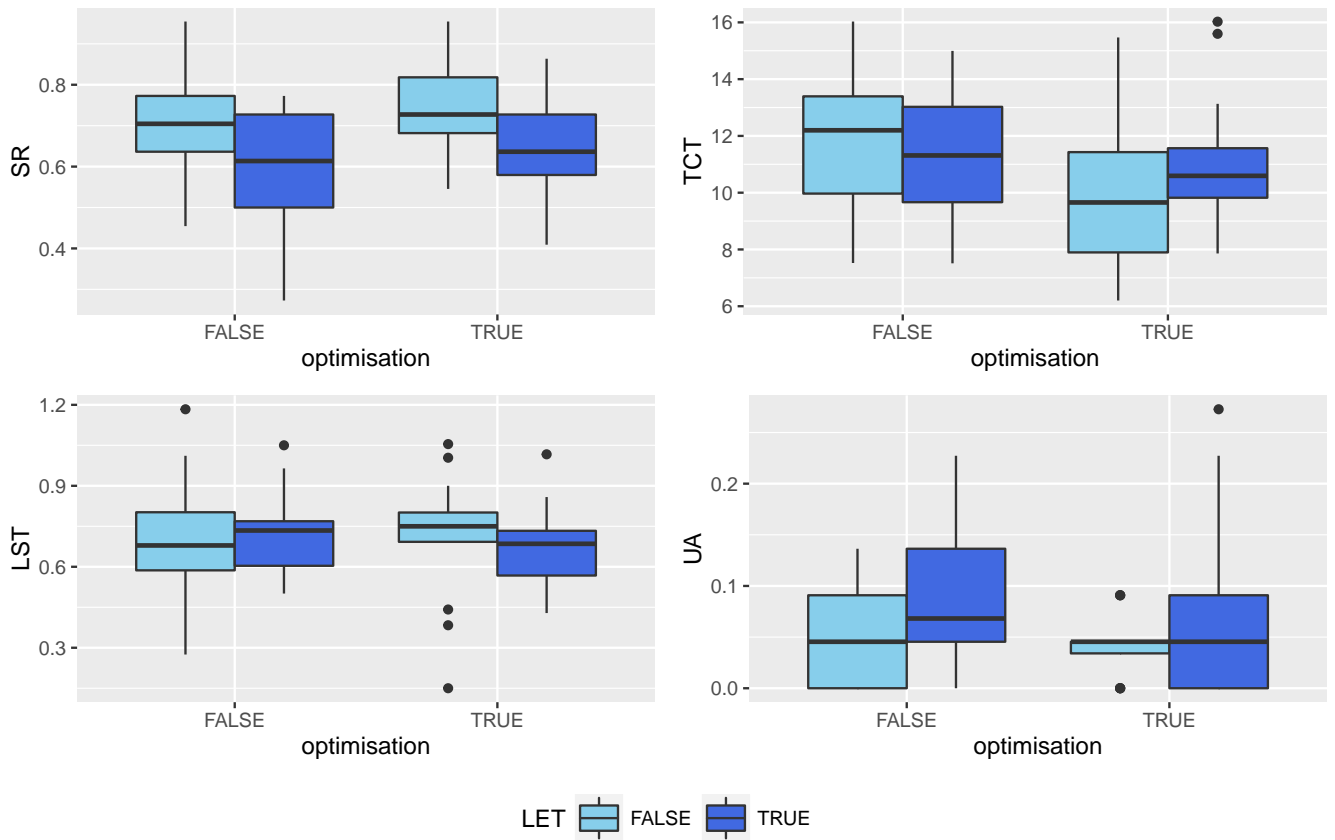 SR
0.8
0.6
0.4
FALSE TRUE
optimisation
TCT
16
14
12
10
8
6
FALSE TRUE
optimisation
LST
1.2
0.9
0.6
0.3
FALSE TRUE
optimisation
UA
0.2
0.1
0.0
FALSE TRUE
optimisation
LET FALSE TRUE